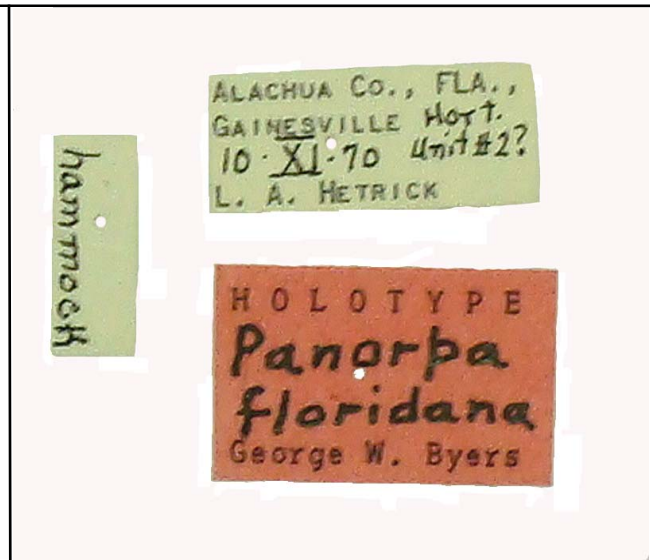 ALACHUA CO., FLA.,
GAINESVILLE Hort.
10·XI·70 Unit #2?
L. A. HETRICK
hammock
HOLOTYPE
Panorpa
floridana
George W. Byers